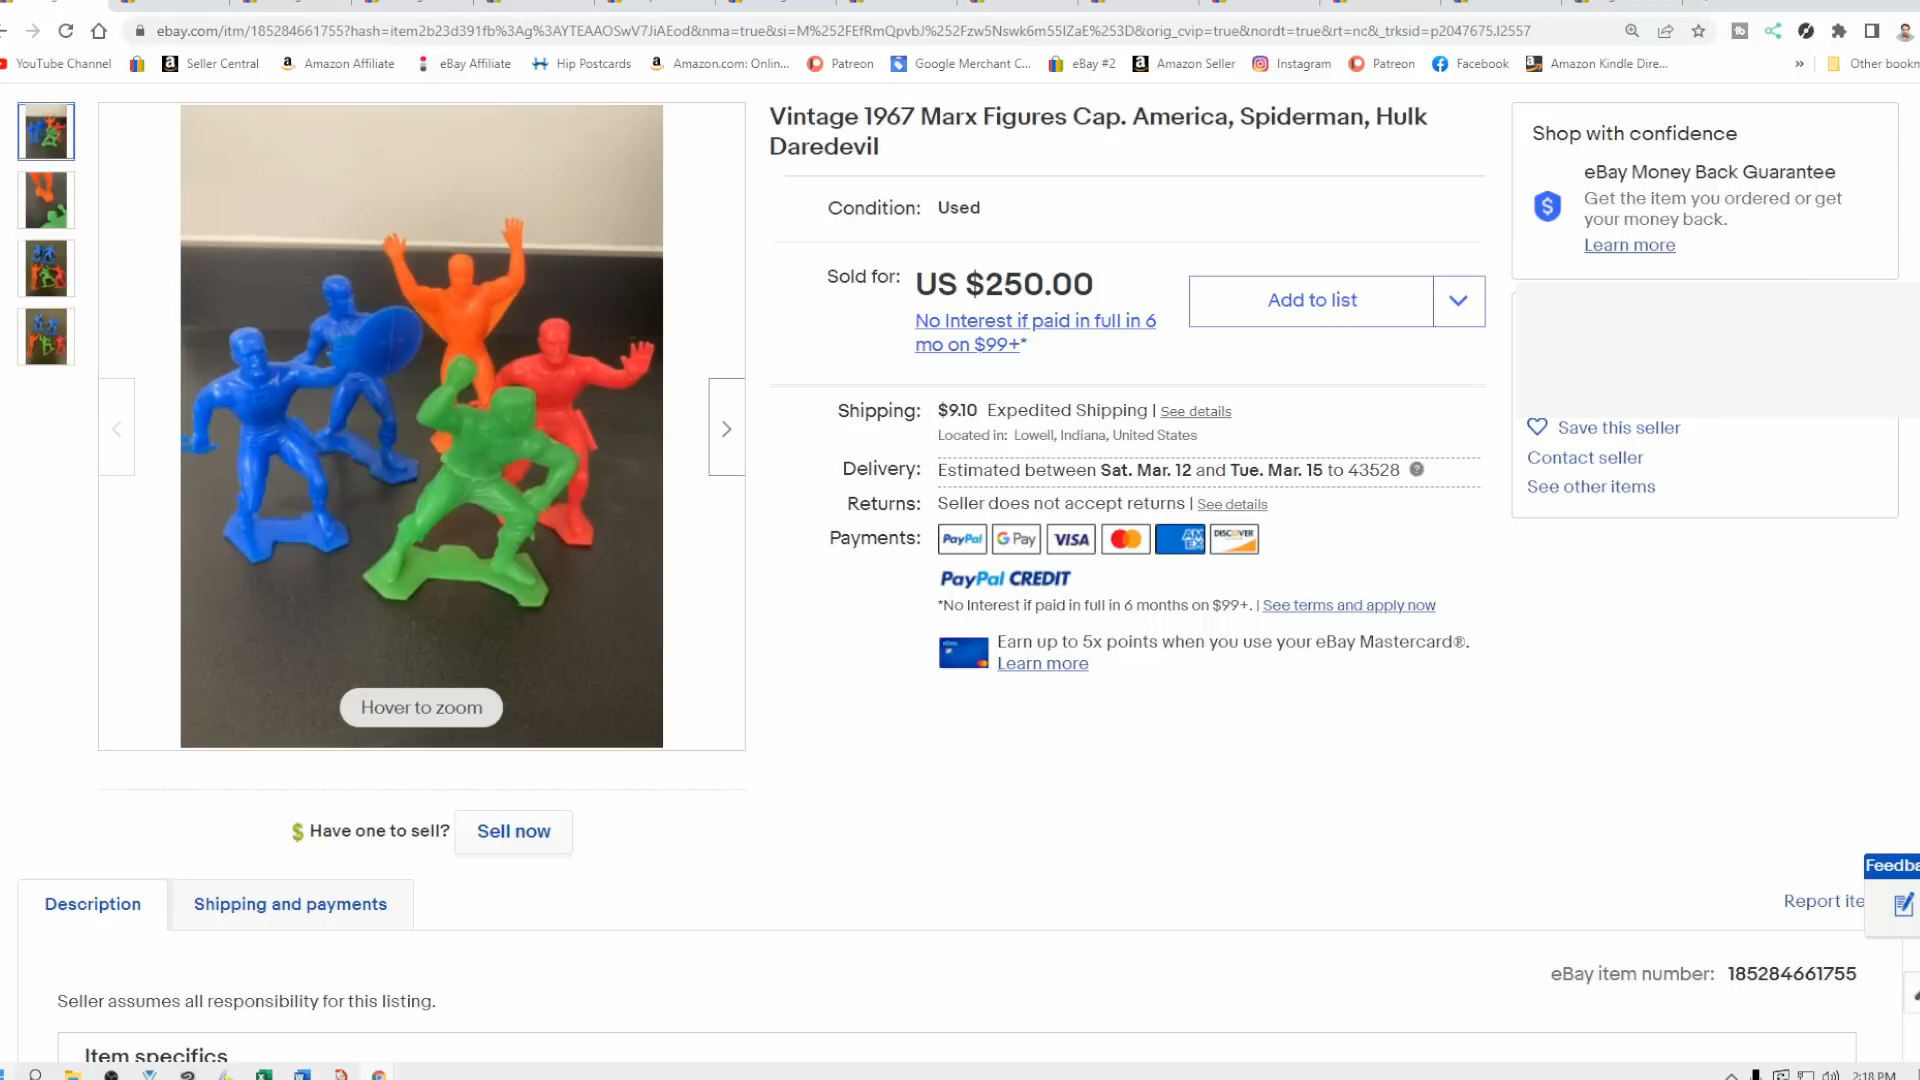 ebay.com/itm/185284661755?hash=item2b23d391fb%3Ag%3AYTEAAOSwV7JiAEod&nma=true&si=M%252FEfRmQpvbJ%252Fzw5Nswk6m55IZaE%253D&orig_cvip=true&nordt=true&rt=nc&_trksid=p2047675.l2557
YouTube Channel
Seller Central
Amazon Affiliate
eBay Affiliate
Hip Postcards
Amazon.com: Onlin...
Patreon
Google Merchant C...
eBay #2
Amazon Seller
Instagram
Patreon
Facebook
Amazon Kindle Dire...
»
Other bookm
Vintage 1967 Marx Figures Cap. America, Spiderman, Hulk
Daredevil
Condition: Used
Sold for: US $250.00
No Interest if paid in full in 6
mo on $99+*
Add to list
Shipping: $9.10 Expedited Shipping | See details
Located in: Lowell, Indiana, United States
Delivery: Estimated between Sat. Mar. 12 and Tue. Mar. 15 to 43528
Returns: Seller does not accept returns | See details
Payments: PayPal G Pay VISA AM EX DISCOVER
PayPal CREDIT
*No Interest if paid in full in 6 months on $99+. | See terms and apply now
Earn up to 5x points when you use your eBay Mastercard®.
Learn more
Shop with confidence
eBay Money Back Guarantee
Get the item you ordered or get
your money back.
Learn more
Save this seller
Contact seller
See other items
Hover to zoom
Have one to sell? Sell now
Description
Shipping and payments
Report ite
Feedba
eBay item number: 185284661755
Seller assumes all responsibility for this listing.
Item specifics
2:18 PM